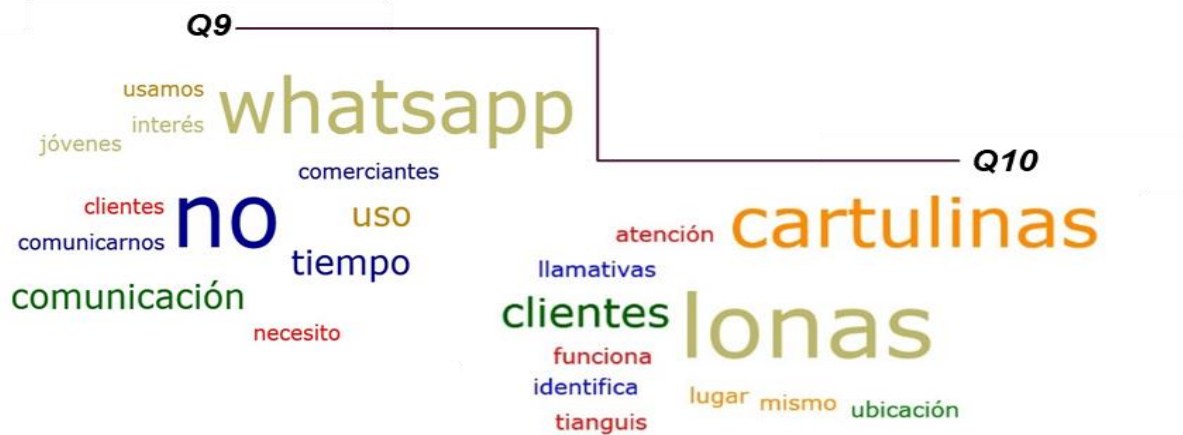 Q9
usamos whatsapp
interés
jóvenes
comerciantes
clientes no uso
comunicarnos
tiempo
comunicación
necesito
Q10
atención cartulinas
llamativas
clientes lonas
funciona
identifica
lugar mismo ubicación
tianguis